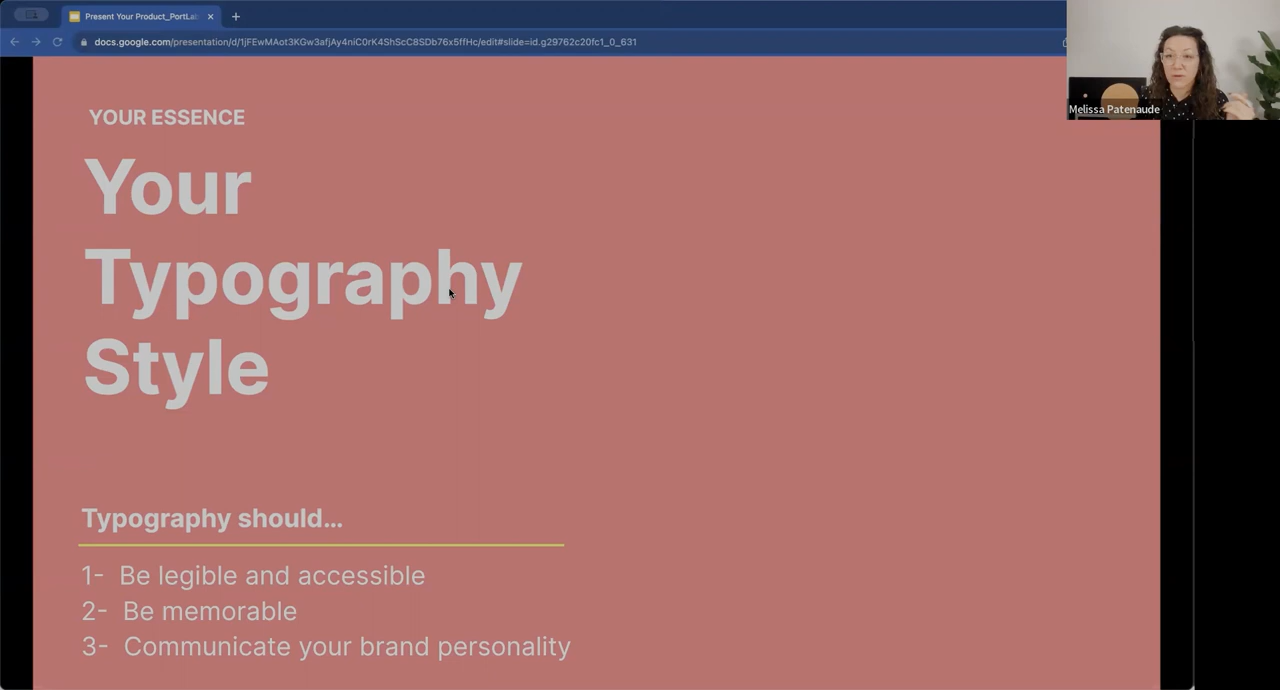 Present Your Product_PortLa
docs.google.com/presentation/d/1jFEwMAot3KGw3afjAy4niC0rK4ShScC8SDb76x5ffHc/edit#slide=id.g29762c20fc1_0_631
Melissa Patenaude
YOUR ESSENCE
Your
Typography
Style
Typography should...
1- Be legible and accessible
2- Be memorable
3- Communicate your brand personality